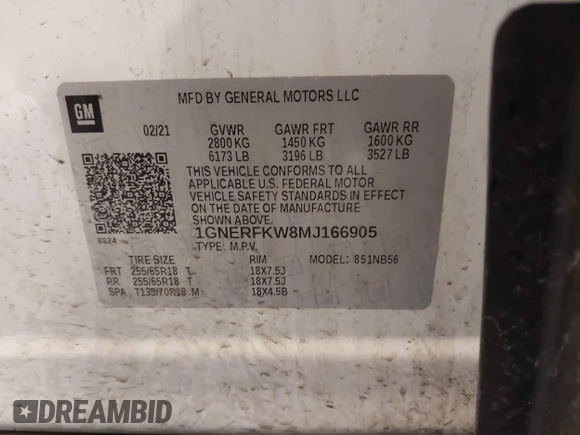 GM
MFD BY GENERAL MOTORS LLC
02/21 GVWR GAWR FRT GAWR RR
2800 KG 1450 KG 1600 KG
6173 LB 3196 LB 3527 LB
THIS VEHICLE CONFORMS TO ALL
APPLICABLE U.S. FEDERAL MOTOR
VEHICLE SAFETY STANDARDS IN EFFECT
ON THE DATE OF MANUFACTURE
SHOWN ABOVE.
8S24 1GNERFKW8MJ166905
TYPE: M.P.V. MODEL: 851NB56
TIRE SIZE RIM
FRT 255/65R18 T 18X7.5J
RR 255/65R18 T 18X7.5J
SPA T135/70R18 M 18X4.5B
DREAMBID